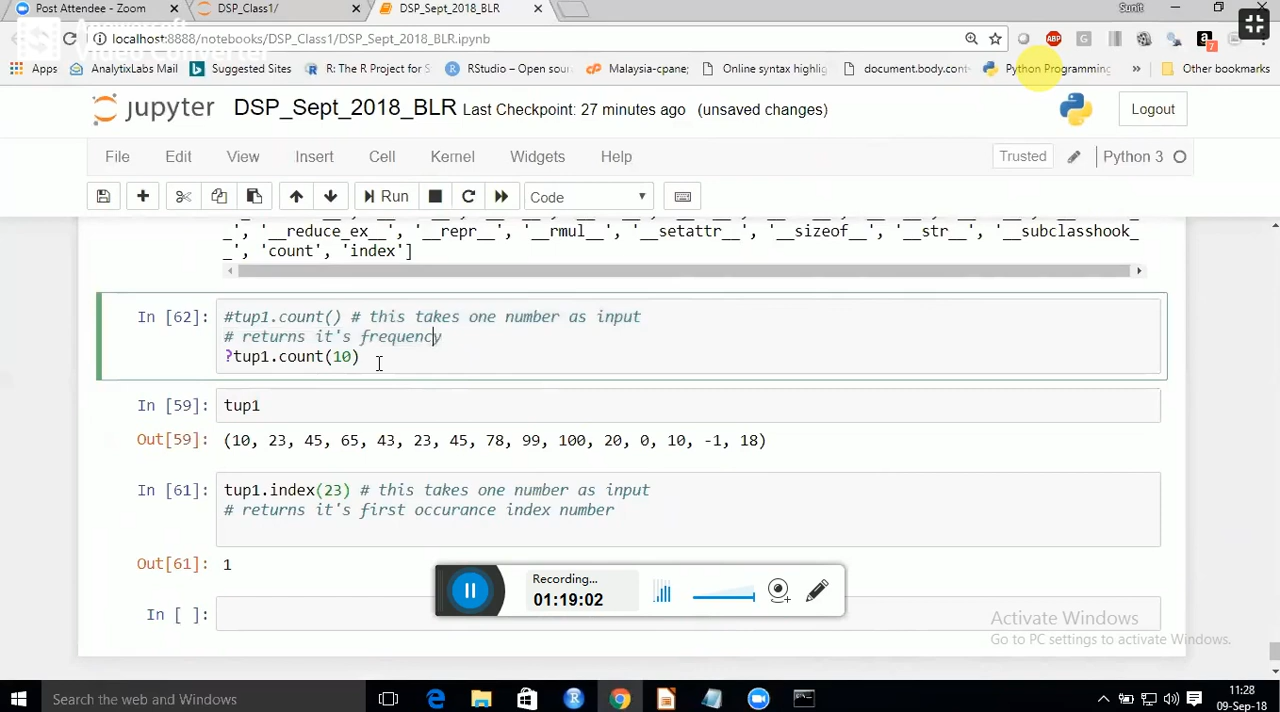 Post Attendee - Zoom
DSP_Class1/
DSP_Sept_2018_BLR
Sunit
localhost:8888/notebooks/DSP_Class1/DSP_Sept_2018_BLR.ipynb
ABP
G
a
7
Apps
AnalytixLabs Mail
Suggested Sites
R: The R Project for S
RStudio – Open sour
Malaysia-cpane;
Online syntax highlig
document.body.cont
Python Programming
»
Other bookmarks
jupyter DSP_Sept_2018_BLR Last Checkpoint: 27 minutes ago (unsaved changes)
Logout
File Edit View Insert Cell Kernel Widgets Help
Trusted
Python 3
Run
Code
_', '__reduce_ex__', '__repr__', '__rmul__', '__setattr__', '__sizeof__', '__str__', '__subclasshook_
_', 'count', 'index']
In [62]: #tup1.count() # this takes one number as input
# returns it's frequency
?tup1.count(10)
In [59]: tup1
Out[59]: (10, 23, 45, 65, 43, 23, 45, 78, 99, 100, 20, 0, 10, -1, 18)
In [61]: tup1.index(23) # this takes one number as input
# returns it's first occurance index number
Out[61]: 1
Recording...
01:19:02
In [ ]:
Activate Windows
Go to PC settings to activate Windows.
Search the web and Windows
11:28
09-Sep-18